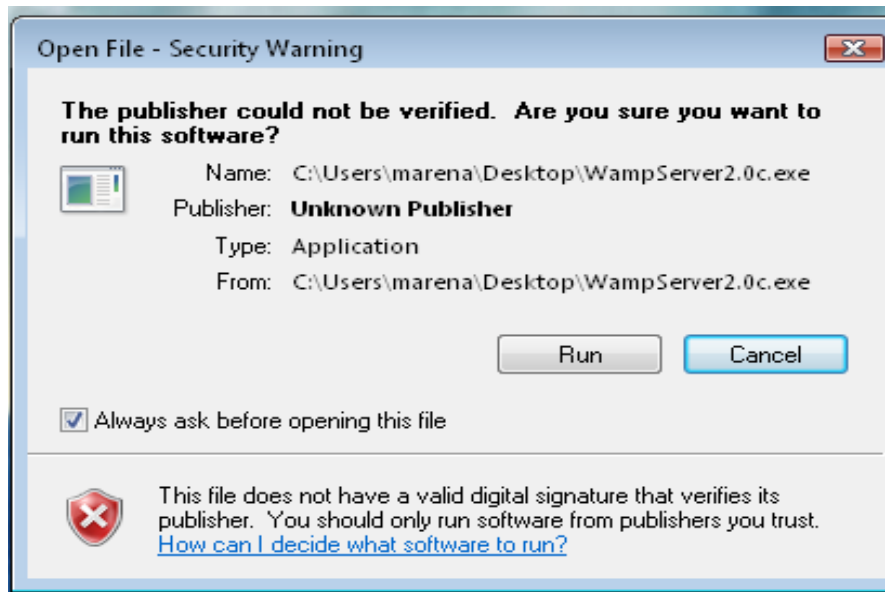 Open File - Security Warning
The publisher could not be verified. Are you sure you want to
run this software?
Name: C:\Users\marena\Desktop\WampServer2.0c.exe
Publisher: Unknown Publisher
Type: Application
From: C:\Users\marena\Desktop\WampServer2.0c.exe
Run Cancel
Always ask before opening this file
This file does not have a valid digital signature that verifies its
publisher. You should only run software from publishers you trust.
How can I decide what software to run?